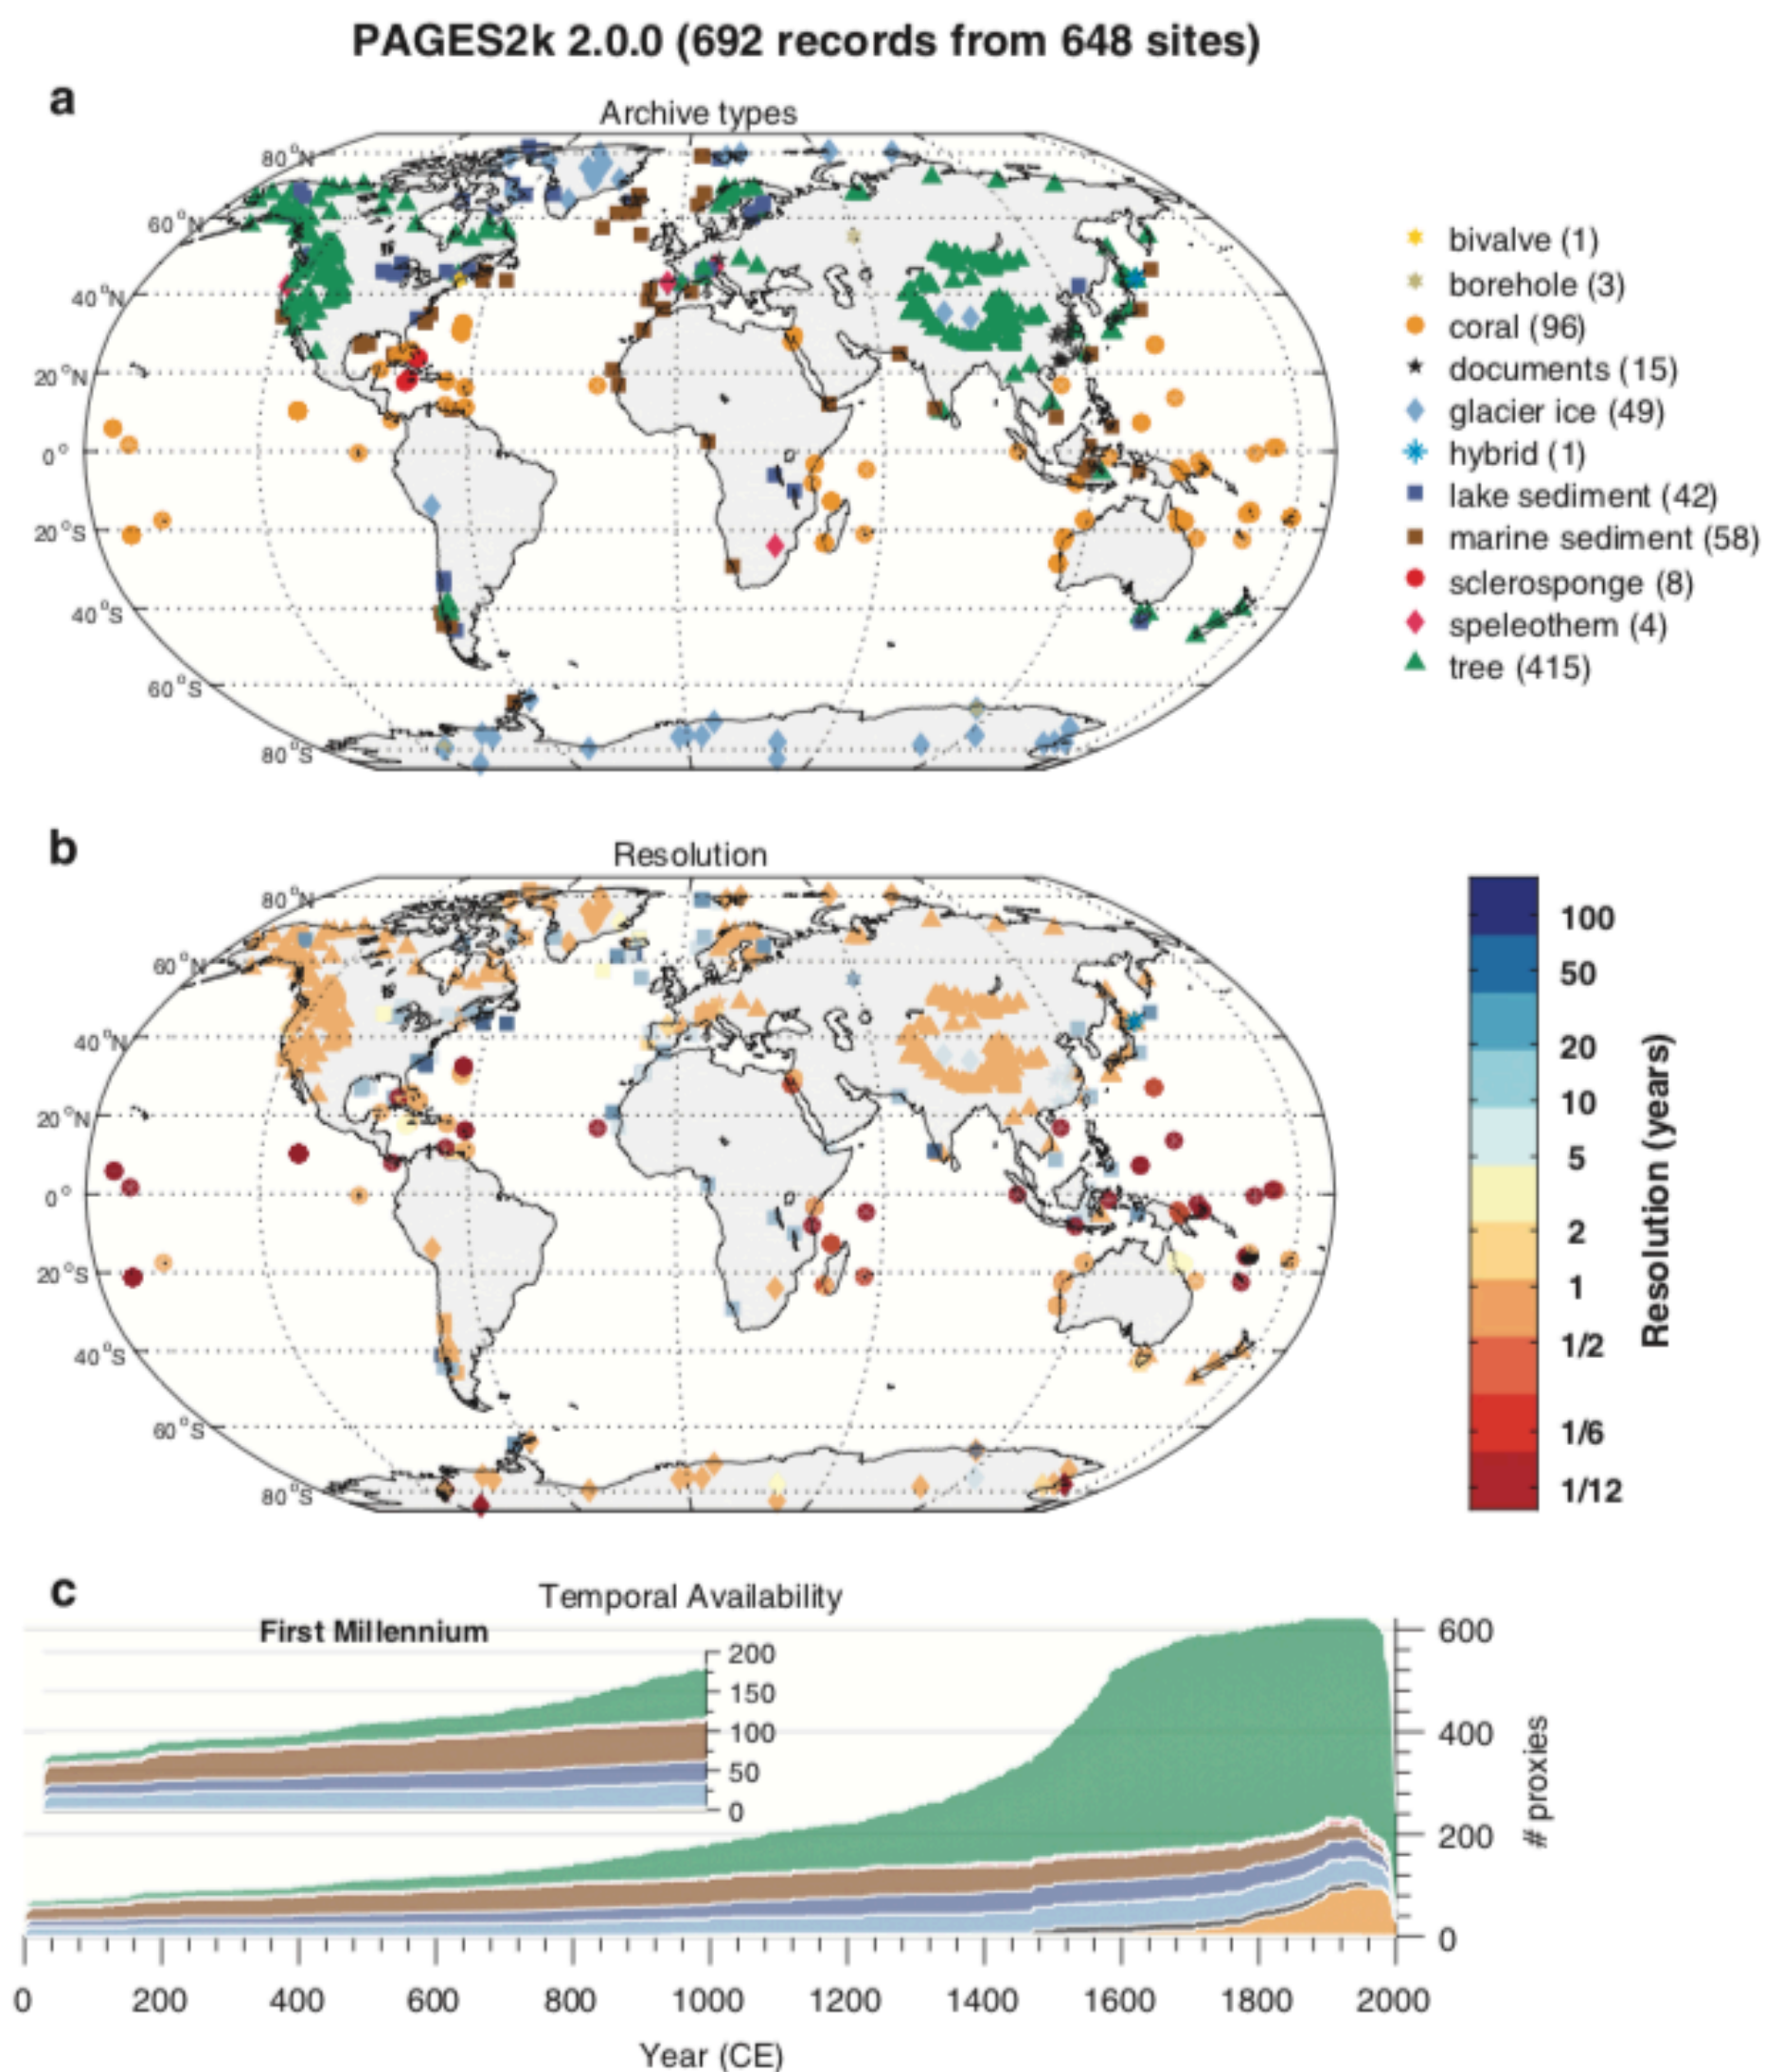 PAGES2k 2.0.0 (692 records from 648 sites)
a
Archive types
80°N
60°N
40°N
20°N
0°
20°S
40°S
60°S
80°S
bivalve (1)
borehole (3)
coral (96)
documents (15)
glacier ice (49)
hybrid (1)
lake sediment (42)
marine sediment (58)
sclerosponge (8)
speleothem (4)
tree (415)
b
Resolution
80°N
60°N
40°N
20°N
0°
20°S
40°S
60°S
80°S
100
50
20
10
5
2
1
1/2
1/6
1/12
Resolution (years)
c
Temporal Availability
First Millennium
200
150
100
50
0
600
400
200
0
# proxies
0 200 400 600 800 1000 1200 1400 1600 1800 2000
Year (CE)